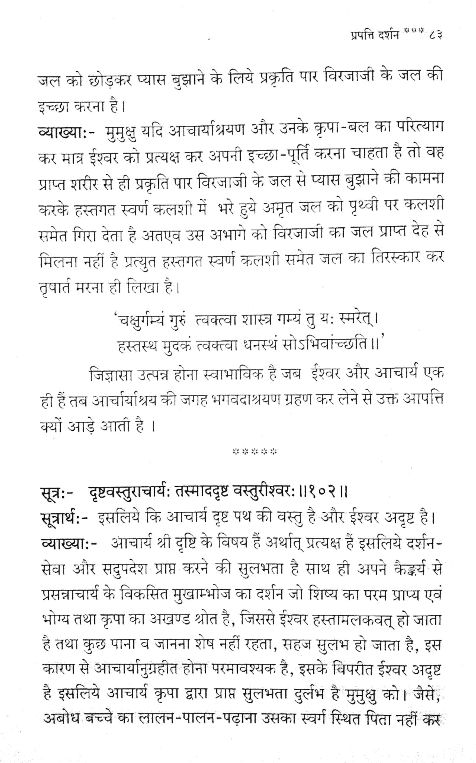 प्रपत्ति दर्शन *** ८३
जल को छोड़कर प्यास बुझाने के लिये प्रकृति पार विरजाजी के जल की
इच्छा करना है।
व्याख्या:- मुमुक्षु यदि आचार्याश्रयण और उनके कृपा-बल का परित्याग
कर मात्र ईश्वर को प्रत्यक्ष कर अपनी इच्छा-पूर्ति करना चाहता है तो वह
प्राप्त शरीर से ही प्रकृति पार विरजाजी के जल से प्यास बुझाने की कामना
करके हस्तगत स्वर्ण कलशी में भरे हुये अमृत जल को पृथ्वी पर कलशी
समेत गिरा देता है अतएव उस अभागे को विरजाजी का जल प्राप्त देह से
मिलना नहीं है प्रत्युत हस्तगत स्वर्ण कलशी समेत जल का तिरस्कार कर
तृषार्त मरना ही लिखा है।
‘चक्षुर्गम्यं गुरुं त्वक्त्वा शास्त्र गम्यं तु य: स्मरेत्।
हस्तस्थ मुदकं त्वक्त्वा धनस्थं सोऽभिवांच्छति।।’
जिज्ञासा उत्पन्न होना स्वाभाविक है जब ईश्वर और आचार्य एक
ही हैं तब आर्चार्याश्रय की जगह भगवदाश्रयण ग्रहण कर लेने से उक्त आपत्ति
क्यों आड़े आती है ।
*****
सूत्र:- दृष्टवस्तुराचार्य: तस्माददृष्ट वस्तुरीश्वर:।।१०२।।
सूत्रार्थ:- इसलिये कि आचार्य दृष्ट पथ की वस्तु है और ईश्वर अदृष्ट है।
व्याख्या:- आचार्य श्री दृष्टि के विषय हैं अर्थात् प्रत्यक्ष हैं इसलिये दर्शन-
सेवा और सदुपदेश प्राप्त करने की सुलभता है साथ ही अपने कैङ्कर्य से
प्रसन्नाचार्य के विकसित मुखाम्भोज का दर्शन जो शिष्य का परम प्राप्य एवं
भोग्य तथा कृपा का अखण्ड श्रोत है, जिससे ईश्वर हस्तामलकवत् हो जाता
है तथा कुछ पाना व जानना शेष नहीं रहता, सहज सुलभ हो जाता है, इस
कारण से आचार्यानुग्रहीत होना परमावश्यक है, इसके विपरीत ईश्वर अदृष्ट
है इसलिये आचार्य कृपा द्वारा प्राप्त सुलभता दुर्लभ है मुमुक्षु को। जैसे,
अबोध बच्चे का लालन-पालन-पढ़ाना उसका स्वर्ग स्थित पिता नहीं कर